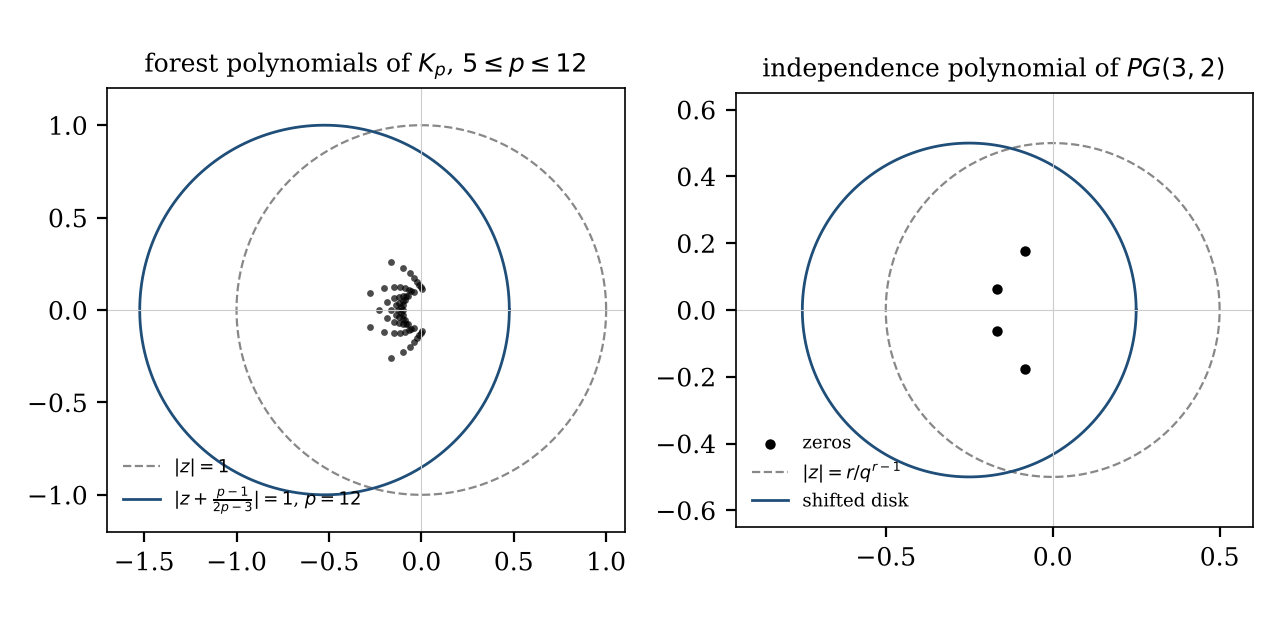 forest polynomials of $K_p$, $5 \leq p \leq 12$
1.0
0.5
0.0
−0.5
−1.0
|z| = 1
$|z + \frac{p-1}{2p-3}| = 1$, p = 12
−1.5 −1.0 −0.5 0.0 0.5 1.0
independence polynomial of PG(3, 2)
0.6
0.4
0.2
0.0
−0.2
−0.4
−0.6
zeros
$|z| = r/q^{r-1}$
shifted disk
−0.5 0.0 0.5